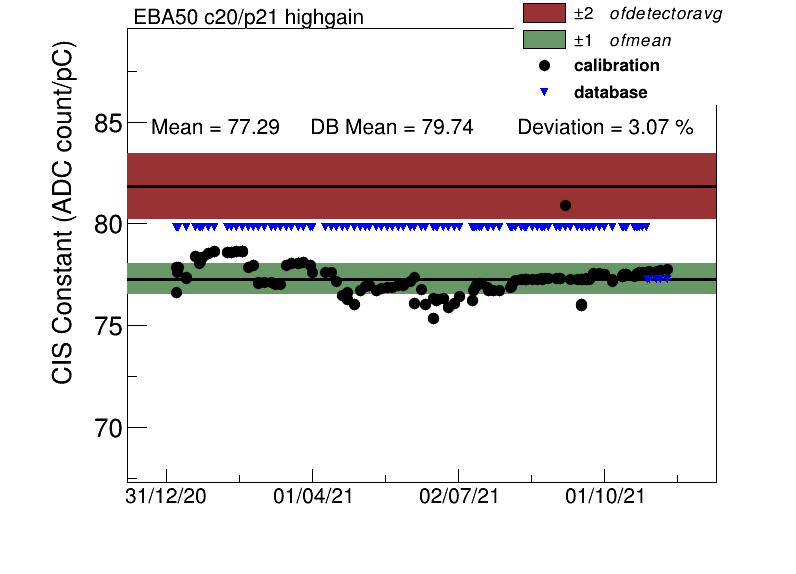 EBA50 c20/p21 highgain
±2 ofdetectoravg
±1 ofmean
calibration
database
Mean = 77.29 DB Mean = 79.74 Deviation = 3.07 %
CIS Constant (ADC count/pC)
85
80
75
70
31/12/20 01/04/21 02/07/21 01/10/21